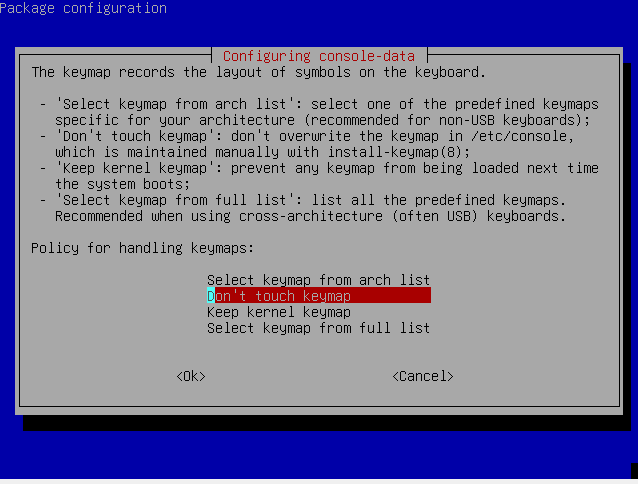 Package configuration
Configuring console-data
The keymap records the layout of symbols on the keyboard.
- 'Select keymap from arch list': select one of the predefined keymaps
specific for your architecture (recommended for non-USB keyboards);
- 'Don't touch keymap': don't overwrite the keymap in /etc/console,
which is maintained manually with install-keymap(8);
- 'Keep kernel keymap': prevent any keymap from being loaded next time
the system boots;
- 'Select keymap from full list': list all the predefined keymaps.
Recommended when using cross-architecture (often USB) keyboards.
Policy for handling keymaps:
Select keymap from arch list
Don't touch keymap
Keep kernel keymap
Select keymap from full list
<Ok> <Cancel>